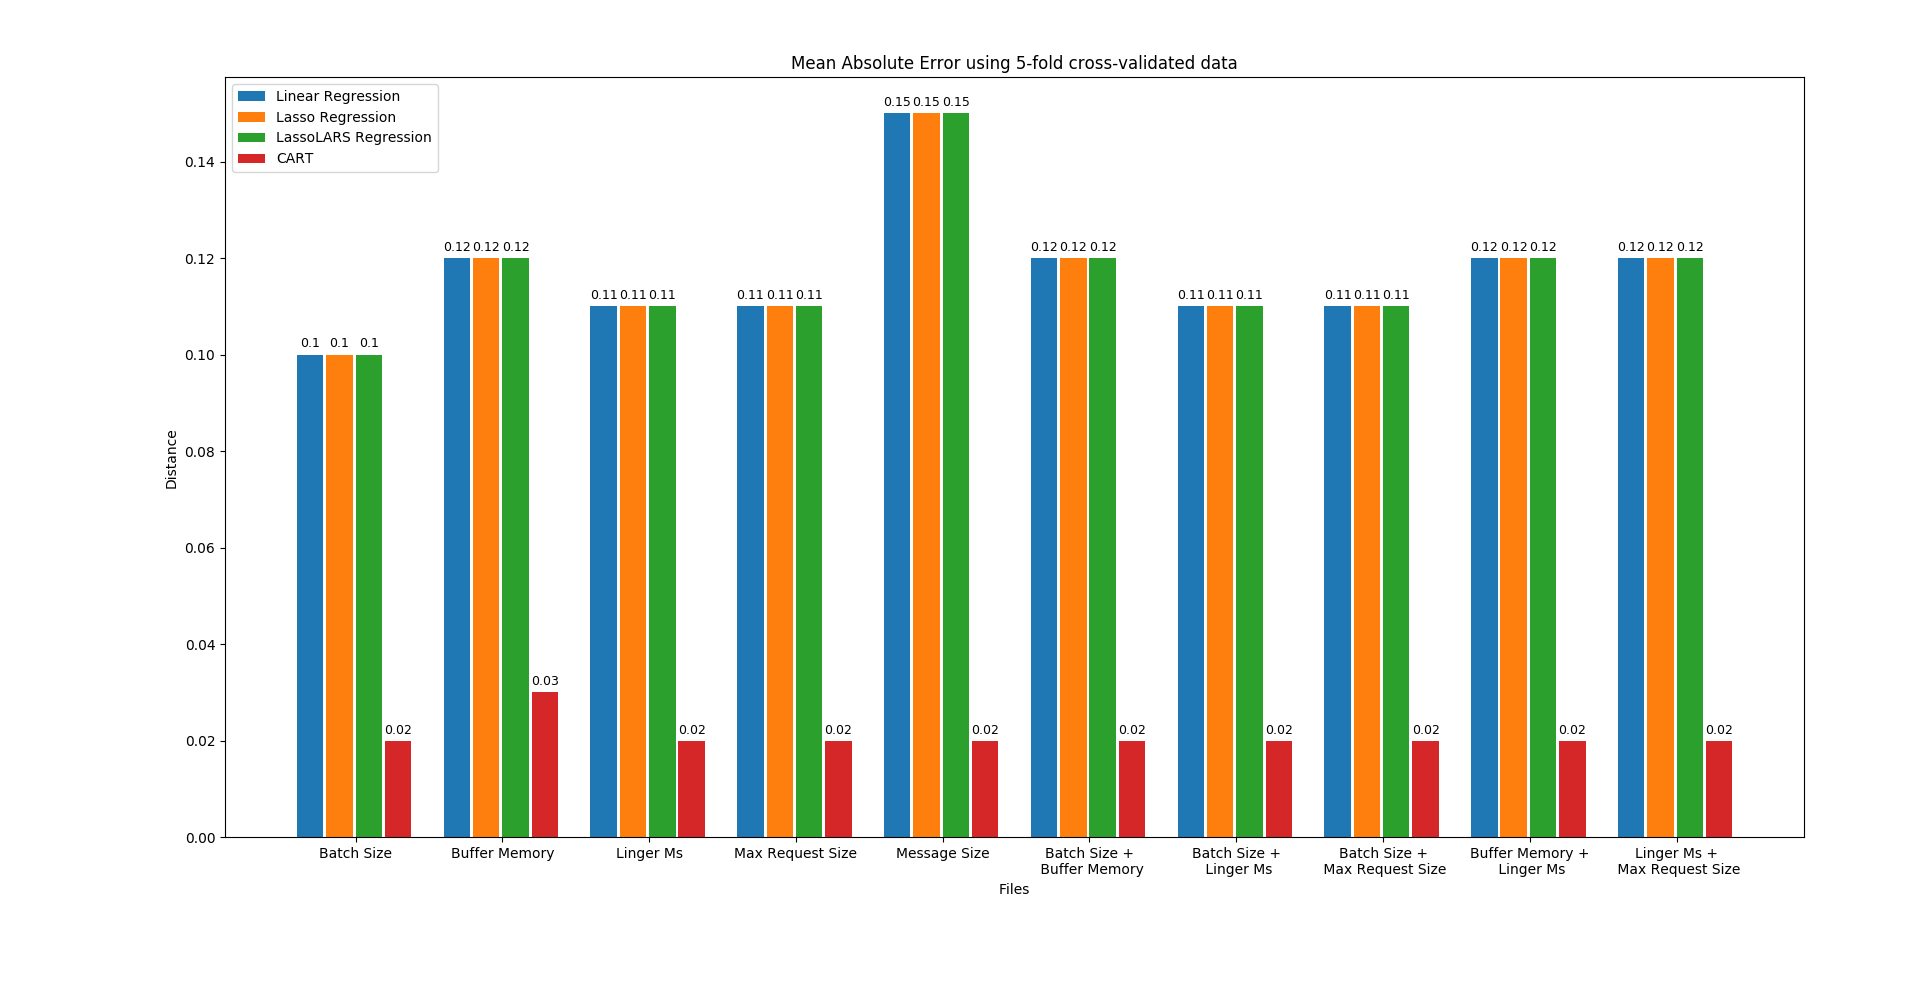 Mean Absolute Error using 5-fold cross-validated data
Linear Regression
Lasso Regression
LassoLARS Regression
CART
Distance
0.14
0.12
0.10
0.08
0.06
0.04
0.02
0.00
0.1 0.1 0.1 0.02
0.12 0.12 0.12 0.03
0.11 0.11 0.11 0.02
0.11 0.11 0.11 0.02
0.15 0.15 0.15 0.02
0.12 0.12 0.12 0.02
0.11 0.11 0.11 0.02
0.11 0.11 0.11 0.02
0.12 0.12 0.12 0.02
0.12 0.12 0.12 0.02
Batch Size
Buffer Memory
Linger Ms
Max Request Size
Message Size
Batch Size +
Buffer Memory
Batch Size +
Linger Ms
Batch Size +
Max Request Size
Buffer Memory +
Linger Ms
Linger Ms +
Max Request Size
Files